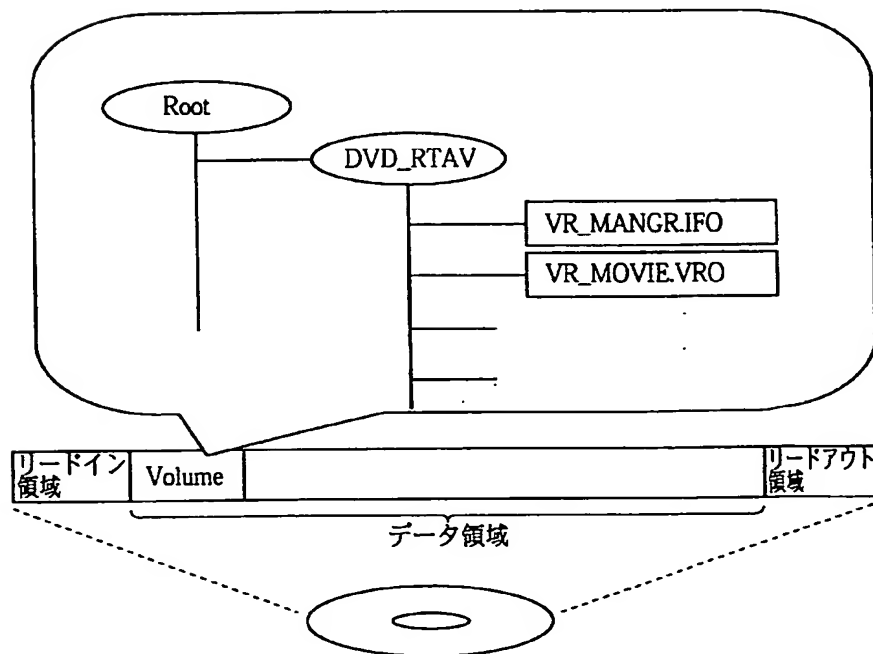 Root
DVD_RTAV
VR_MANGR.IFO
VR_MOVIE.VRO
リードイン
領域
Volume
リードアウト
領域
データ領域